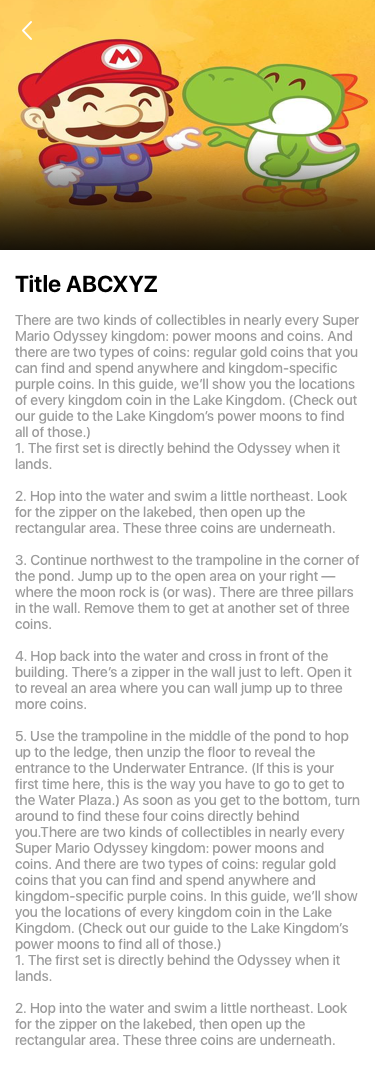 M
Title ABCXYZ
There are two kinds of collectibles in nearly every Super
Mario Odyssey kingdom: power moons and coins. And
there are two types of coins: regular gold coins that you
can find and spend anywhere and kingdom-specific
purple coins. In this guide, we’ll show you the locations
of every kingdom coin in the Lake Kingdom. (Check out
our guide to the Lake Kingdom’s power moons to find
all of those.)
1. The first set is directly behind the Odyssey when it
lands.
2. Hop into the water and swim a little northeast. Look
for the zipper on the lakebed, then open up the
rectangular area. These three coins are underneath.
3. Continue northwest to the trampoline in the corner of
the pond. Jump up to the open area on your right —
where the moon rock is (or was). There are three pillars
in the wall. Remove them to get at another set of three
coins.
4. Hop back into the water and cross in front of the
building. There’s a zipper in the wall just to left. Open it
to reveal an area where you can wall jump up to three
more coins.
5. Use the trampoline in the middle of the pond to hop
up to the ledge, then unzip the floor to reveal the
entrance to the Underwater Entrance. (If this is your
first time here, this is the way you have to go to get to
the Water Plaza.) As soon as you get to the bottom, turn
around to find these four coins directly behind
you.There are two kinds of collectibles in nearly every
Super Mario Odyssey kingdom: power moons and
coins. And there are two types of coins: regular gold
coins that you can find and spend anywhere and
kingdom-specific purple coins. In this guide, we’ll show
you the locations of every kingdom coin in the Lake
Kingdom. (Check out our guide to the Lake Kingdom’s
power moons to find all of those.)
1. The first set is directly behind the Odyssey when it
lands.
2. Hop into the water and swim a little northeast. Look
for the zipper on the lakebed, then open up the
rectangular area. These three coins are underneath.